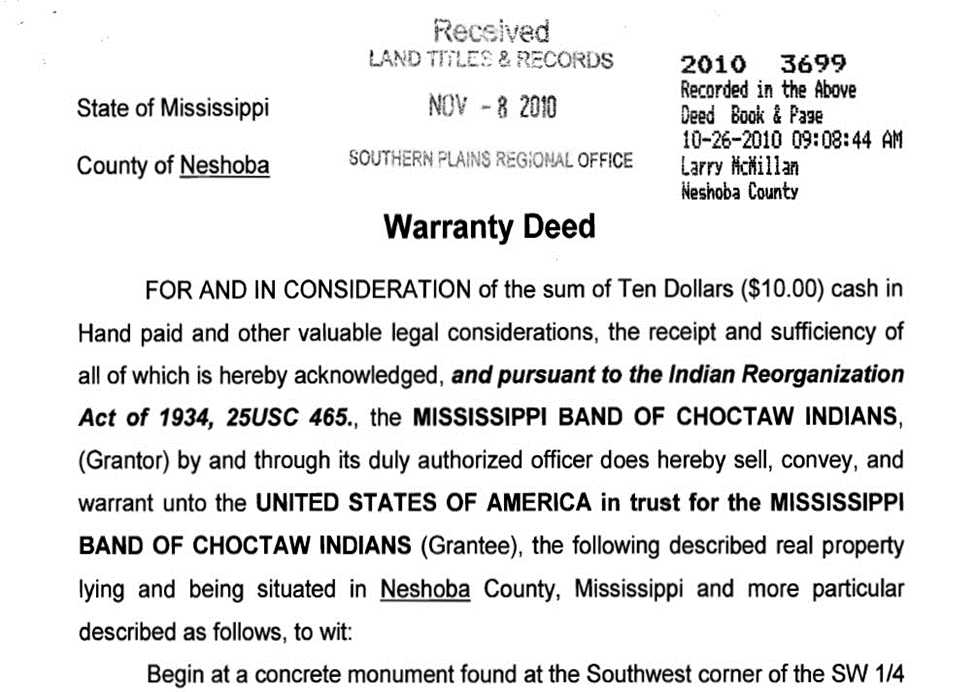 Received
LAND TITLES & RECORDS
NOV - 8 2010
SOUTHERN PLAINS REGIONAL OFFICE
2010 3699
Recorded in the Above
Deed Book & Page
10-26-2010 09:08:44 AM
Larry McMillan
Neshoba County
State of Mississippi
County of Neshoba
Warranty Deed
FOR AND IN CONSIDERATION of the sum of Ten Dollars ($10.00) cash in
Hand paid and other valuable legal considerations, the receipt and sufficiency of
all of which is hereby acknowledged, and pursuant to the Indian Reorganization
Act of 1934, 25USC 465., the MISSISSIPPI BAND OF CHOCTAW INDIANS,
(Grantor) by and through its duly authorized officer does hereby sell, convey, and
warrant unto the UNITED STATES OF AMERICA in trust for the MISSISSIPPI
BAND OF CHOCTAW INDIANS (Grantee), the following described real property
lying and being situated in Neshoba County, Mississippi and more particular
described as follows, to wit:
Begin at a concrete monument found at the Southwest corner of the SW 1/4